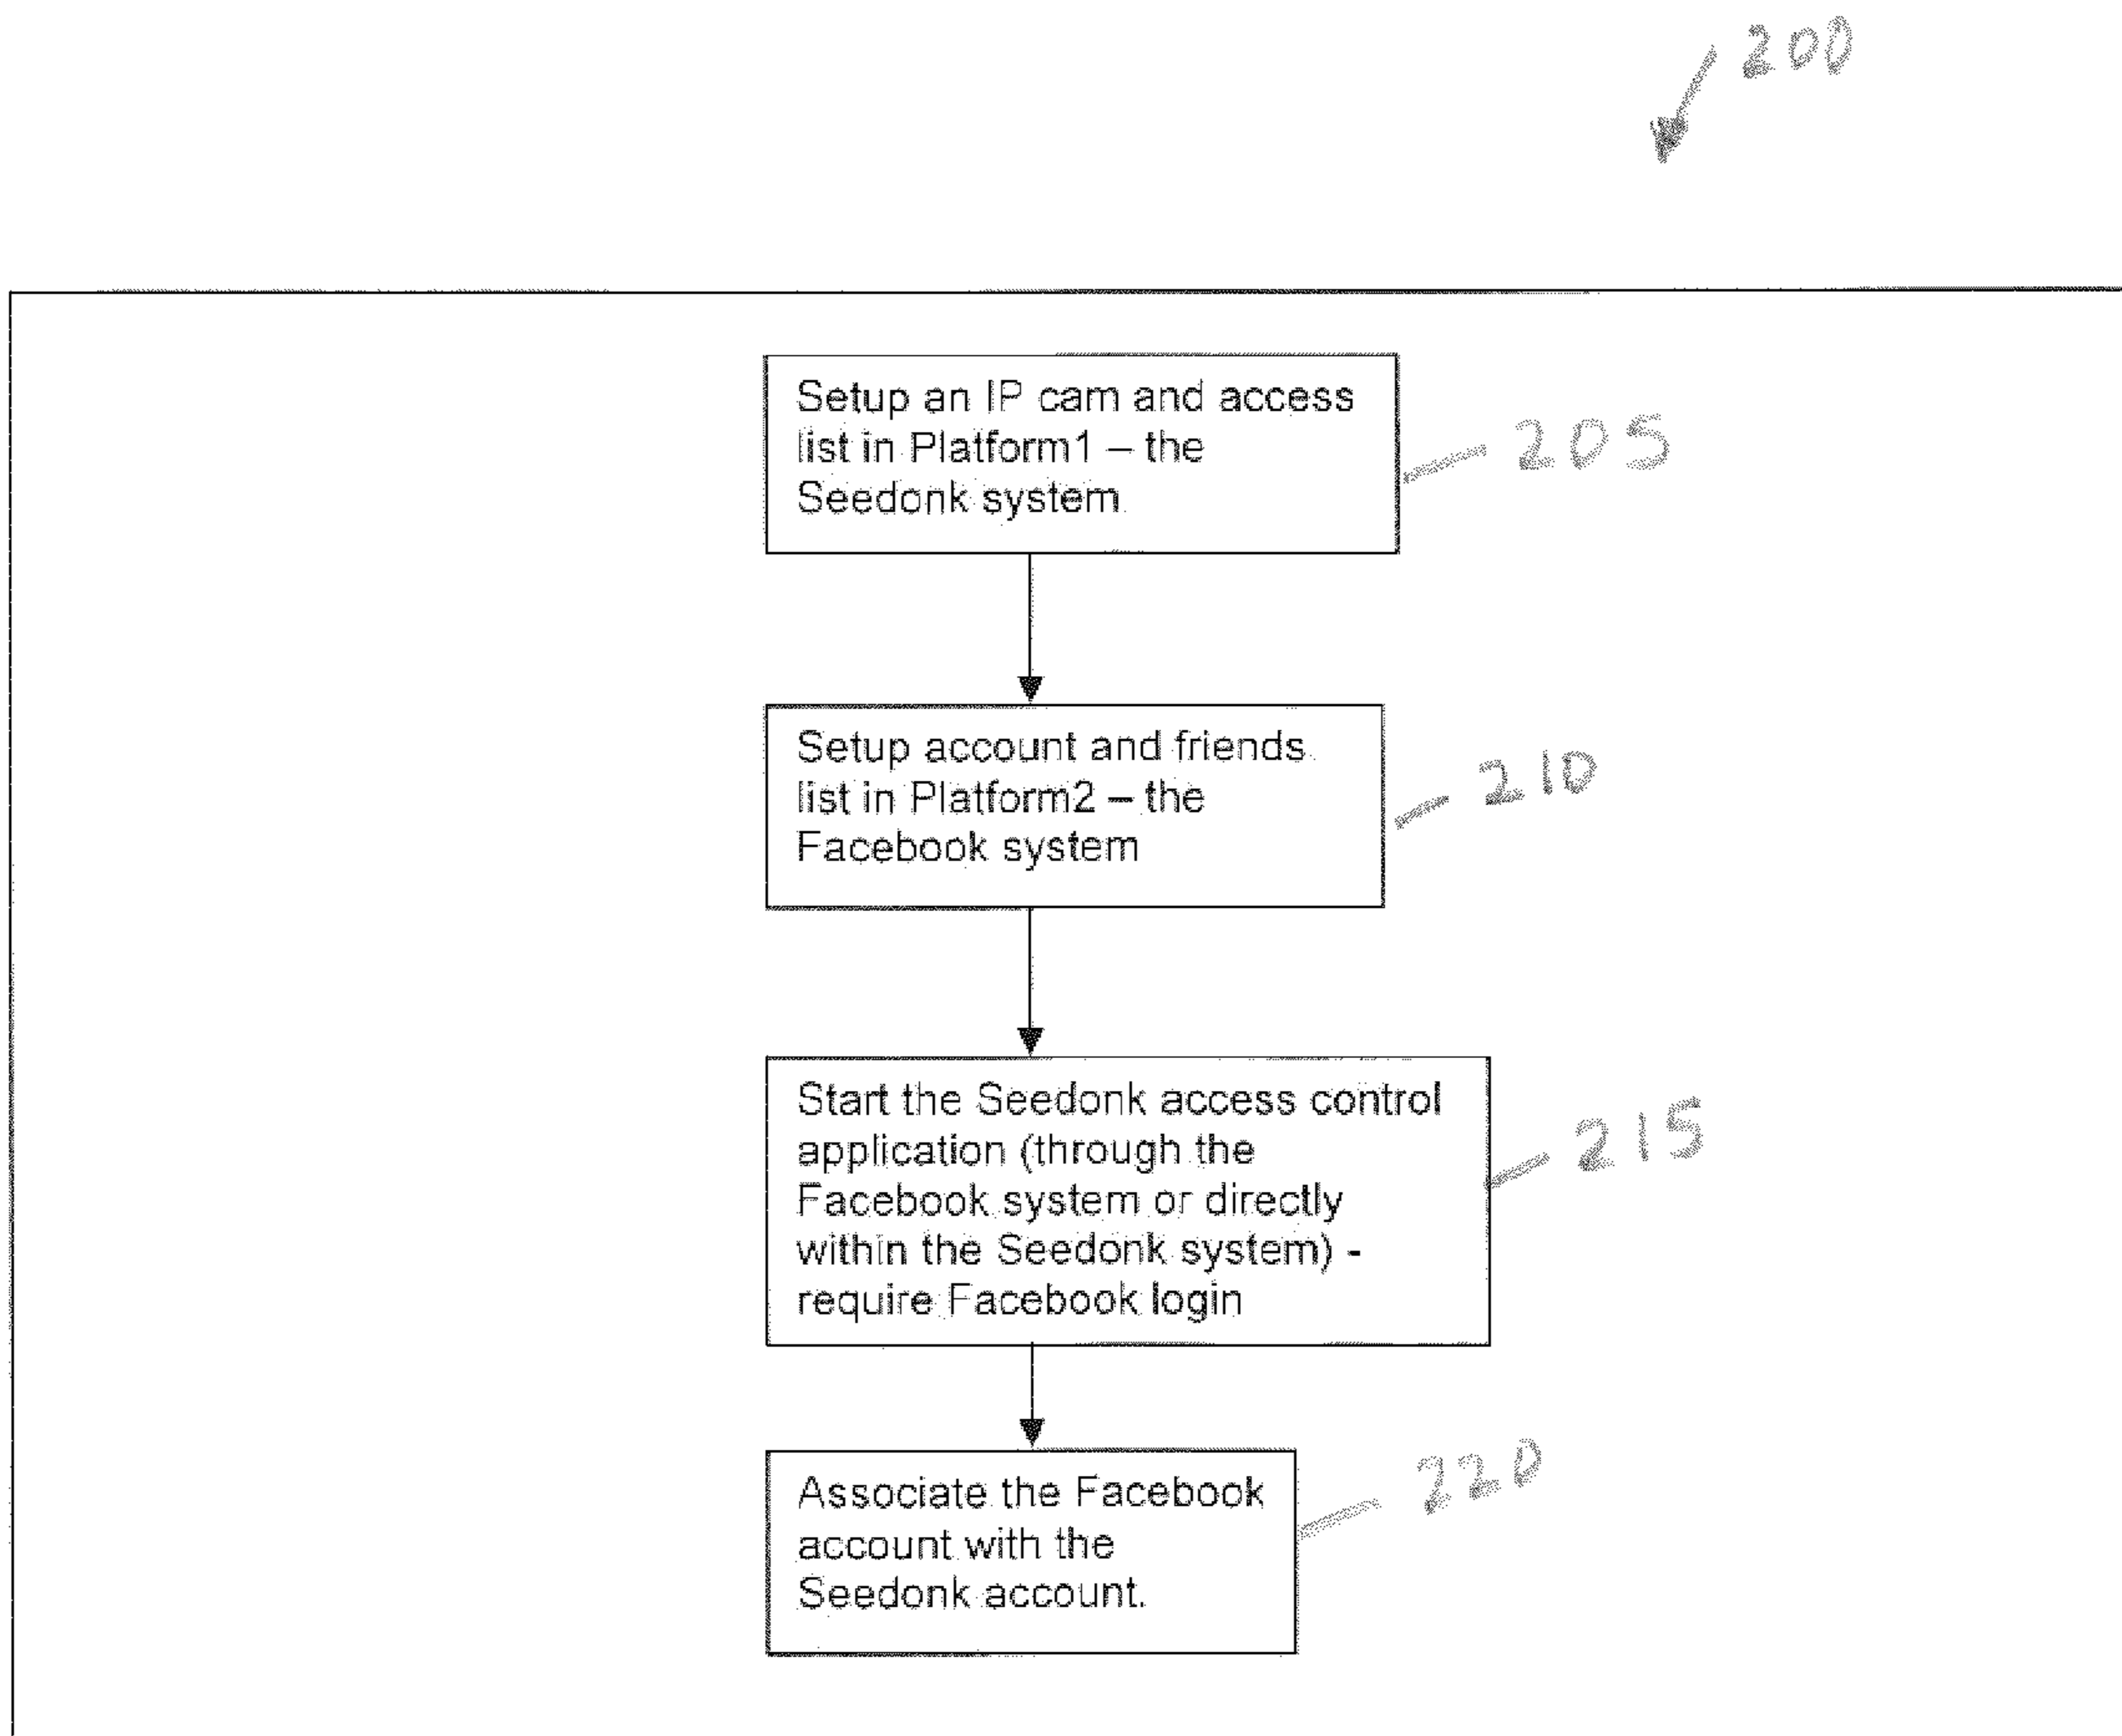 200
Setup an IP cam and access
list in Platform1 – the
Seedonk system
205
Setup account and friends
list in Platform2 – the
Facebook system
210
Start the Seedonk access control
application (through the
Facebook system or directly
within the Seedonk system) -
require Facebook login
215
Associate the Facebook
account with the
Seedonk account.
220